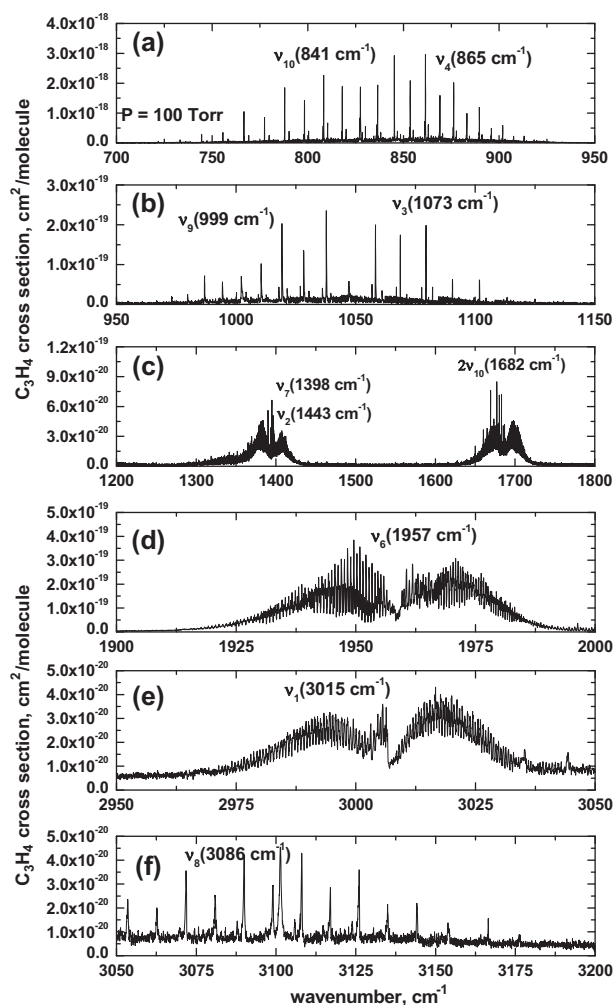 C₃H₄ cross section, cm²/molecule
4.0x10⁻¹⁸
3.0x10⁻¹⁸
2.0x10⁻¹⁸
1.0x10⁻¹⁸
0.0
(a)
ν₁₀(841 cm⁻¹)
ν₄(865 cm⁻¹)
P = 100 Torr
700 750 800 850 900 950
3.0x10⁻¹⁹
2.0x10⁻¹⁹
1.0x10⁻¹⁹
0.0
(b)
ν₉(999 cm⁻¹)
ν₃(1073 cm⁻¹)
950 1000 1050 1100 1150
1.2x10⁻¹⁹
9.0x10⁻²⁰
6.0x10⁻²⁰
3.0x10⁻²⁰
0.0
(c)
ν₇(1398 cm⁻¹)
ν₂(1443 cm⁻¹)
2ν₁₀(1682 cm⁻¹)
1200 1300 1400 1500 1600 1700 1800
C₃H₄ cross section, cm²/molecule
5.0x10⁻¹⁹
4.0x10⁻¹⁹
3.0x10⁻¹⁹
2.0x10⁻¹⁹
1.0x10⁻¹⁹
0.0
(d)
ν₆(1957 cm⁻¹)
1900 1925 1950 1975 2000
5.0x10⁻²⁰
4.0x10⁻²⁰
3.0x10⁻²⁰
2.0x10⁻²⁰
1.0x10⁻²⁰
0.0
(e)
ν₁(3015 cm⁻¹)
2950 2975 3000 3025 3050
5.0x10⁻²⁰
4.0x10⁻²⁰
3.0x10⁻²⁰
2.0x10⁻²⁰
1.0x10⁻²⁰
0.0
(f)
ν₈(3086 cm⁻¹)
3050 3075 3100 3125 3150 3175 3200
wavenumber, cm⁻¹